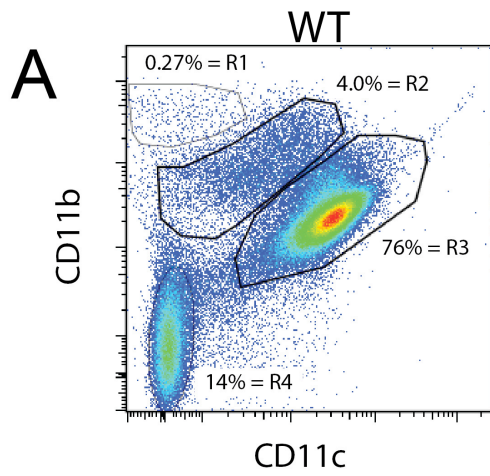 WT
A
0.27% = R1
4.0% = R2
CD11b
76% = R3
14% = R4
CD11c